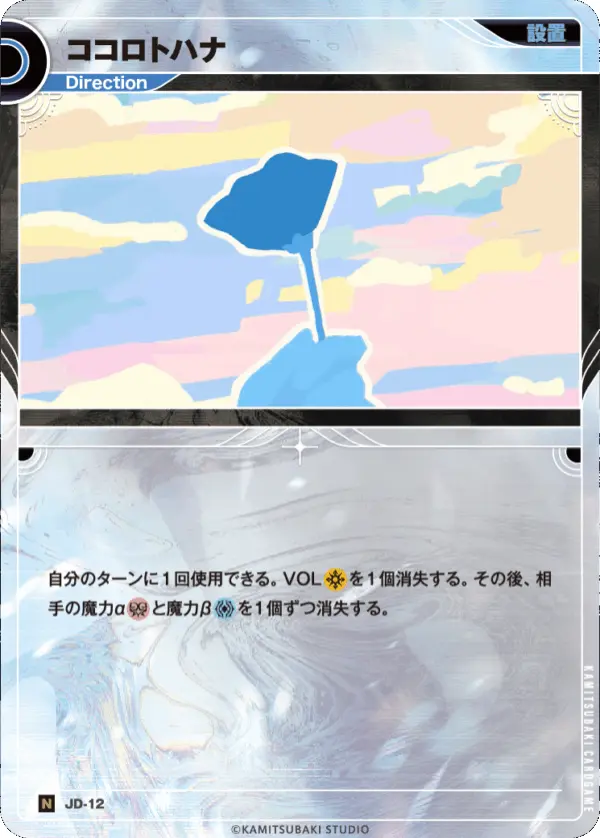 ココロトハナ
設置
Direction
自分のターンに1回使用できる。VOLを1個消失する。その後、相
手の魔力αと魔力βを1個ずつ消失する。
KAMITSUBAKI CARDGAME
N JD-12
©KAMITSUBAKI STUDIO